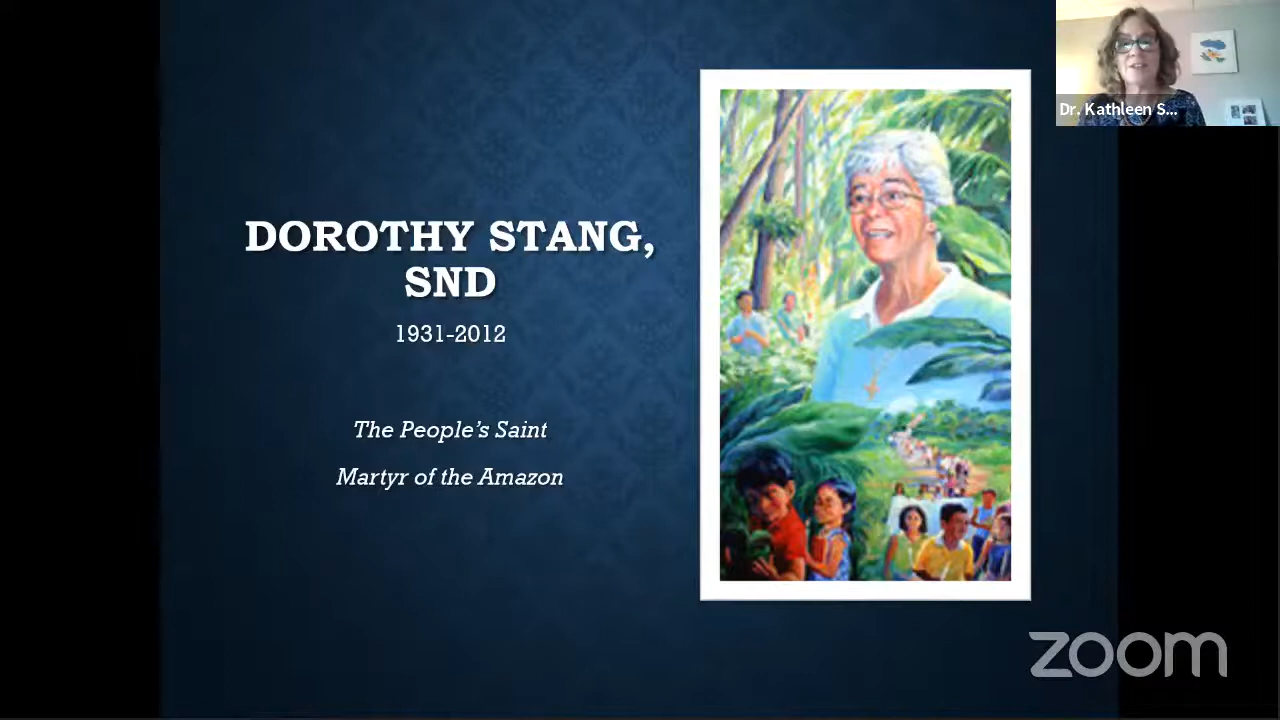 DOROTHY STANG,
SND
1931-2012
The People's Saint
Martyr of the Amazon
Dr. Kathleen S...
zoom